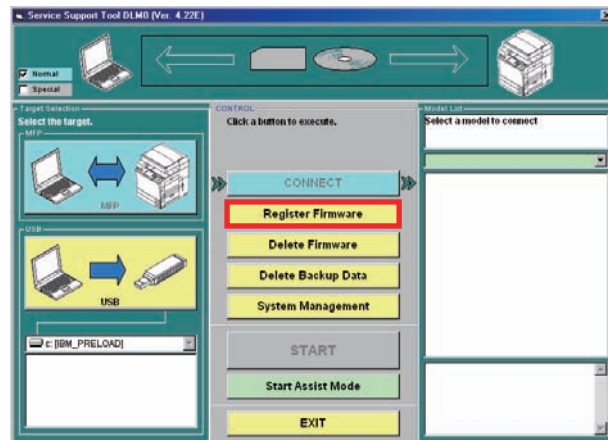 Service Support Tool DLM0 (Ver. 4.22E)
Normal
Special
Target Selection
Select the target.
MFP
MFP
USB
USB
c: [IBM_PRELOAD]
CONTROL
Click a button to execute.
CONNECT
Register Firmware
Delete Firmware
Delete Backup Data
System Management
START
Start Assist Mode
EXIT
Model List
Select a model to connect